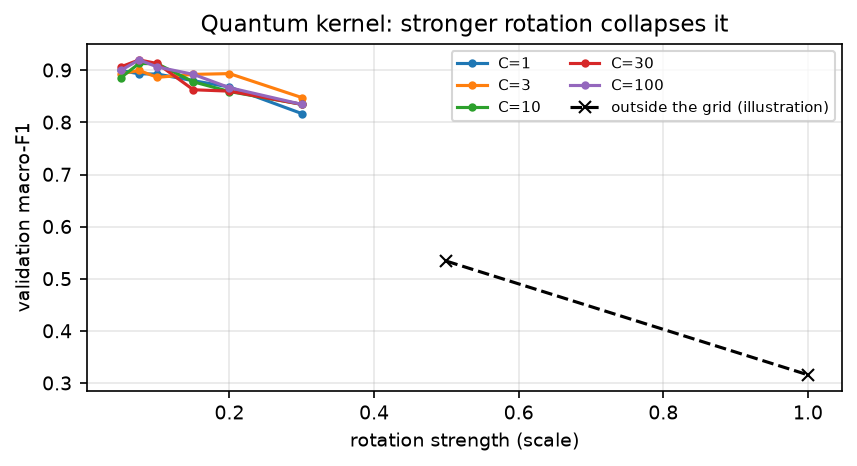 Quantum kernel: stronger rotation collapses it
C=1
C=3
C=10
C=30
C=100
outside the grid (illustration)
validation macro-F1
0.9
0.8
0.7
0.6
0.5
0.4
0.3
0.2
0.4
0.6
0.8
1.0
rotation strength (scale)